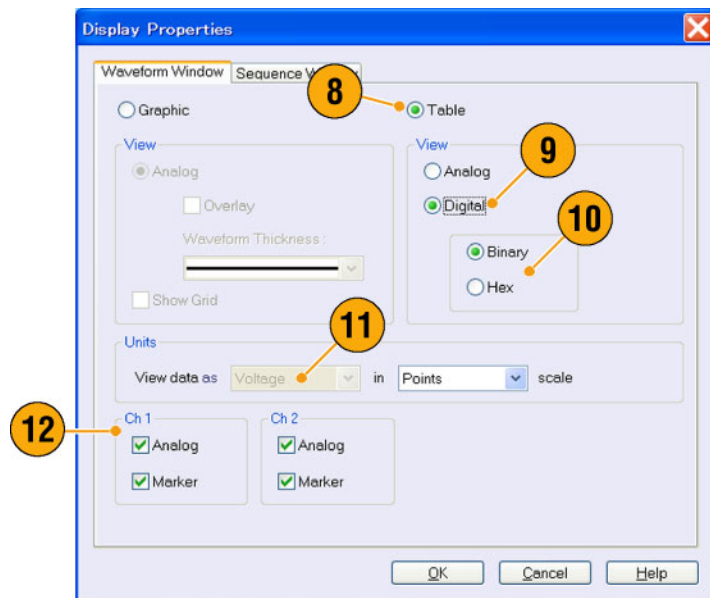 Display Properties
Waveform Window Sequence W
8
Graphic Table
View View
9
Analog Analog
Overlay Digital
10
Waveform Thickness :
Binary
Hex
Show Grid
11
Units
View data as Voltage in Points scale
12
Ch 1 Ch 2
Analog Analog
Marker Marker
OK Cancel Help